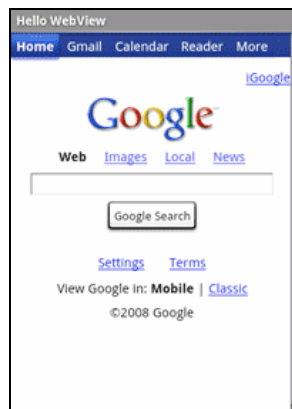 Hello WebView
Home Gmail Calendar Reader More
iGoogle
Google™
Web Images Local News
Google Search
Settings Terms
View Google in: Mobile | Classic
©2008 Google